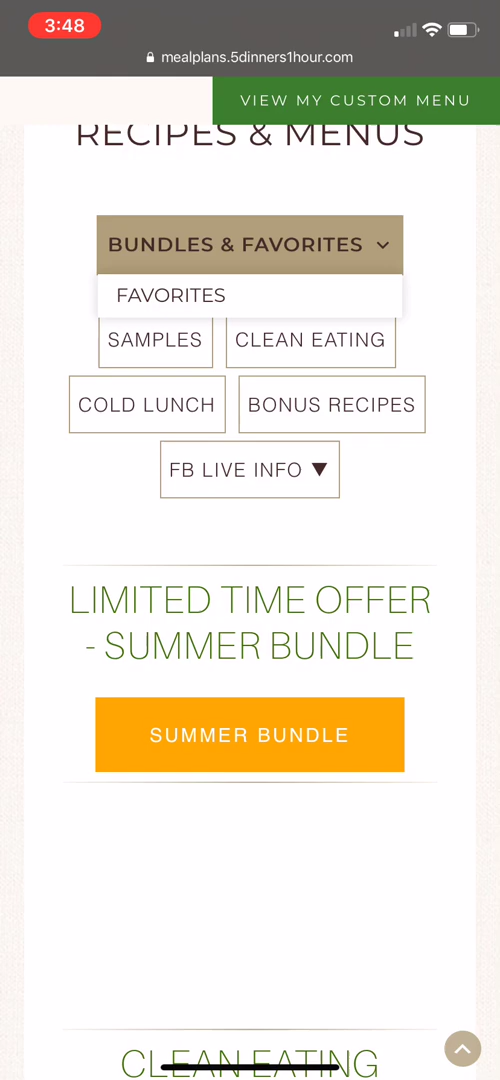 3:48
mealplans.5dinners1hour.com
VIEW MY CUSTOM MENU
RECIPES & MENUS
BUNDLES & FAVORITES
FAVORITES
SAMPLES
CLEAN EATING
COLD LUNCH
BONUS RECIPES
FB LIVE INFO ▼
LIMITED TIME OFFER
- SUMMER BUNDLE
SUMMER BUNDLE
CLEAN EATING